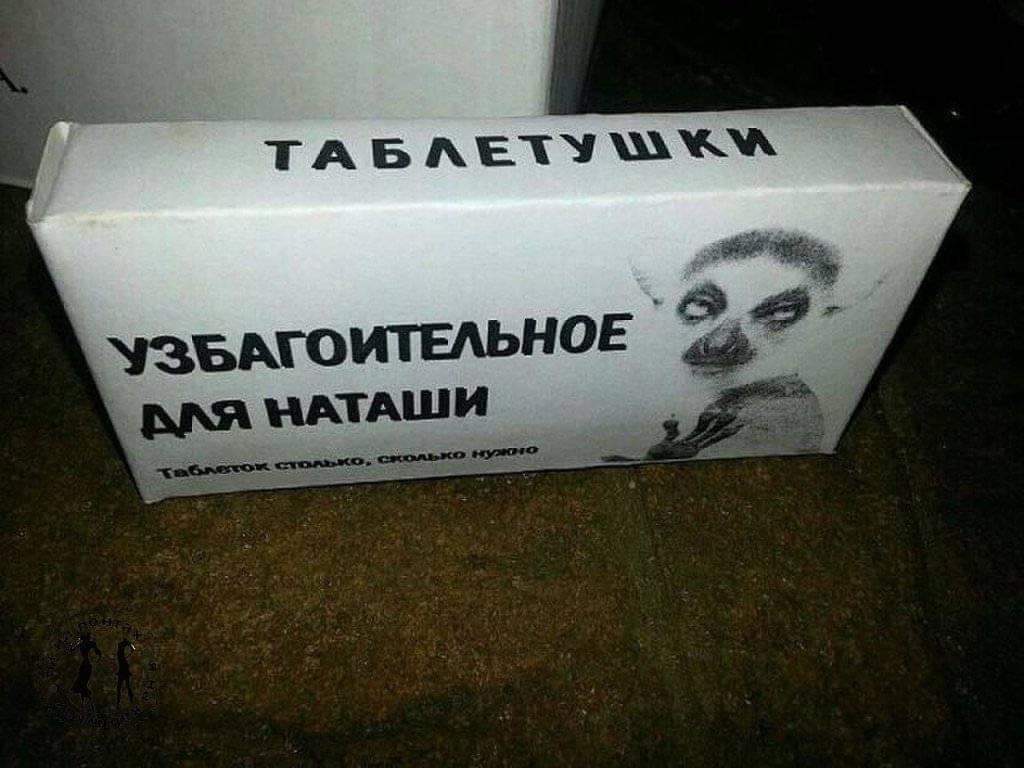 ТАБЛЕТУШКИ
УЗБАГОИТЕЛЬНОЕ
ДЛЯ НАТАШИ
Таблеток столько, сколько нужно